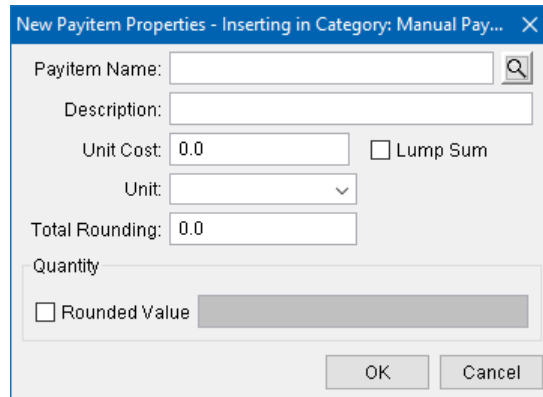 New Payitem Properties - Inserting in Category: Manual Pay...
Payitem Name:
Description:
Unit Cost: 0.0 Lump Sum
Unit:
Total Rounding: 0.0
Quantity
Rounded Value
OK Cancel